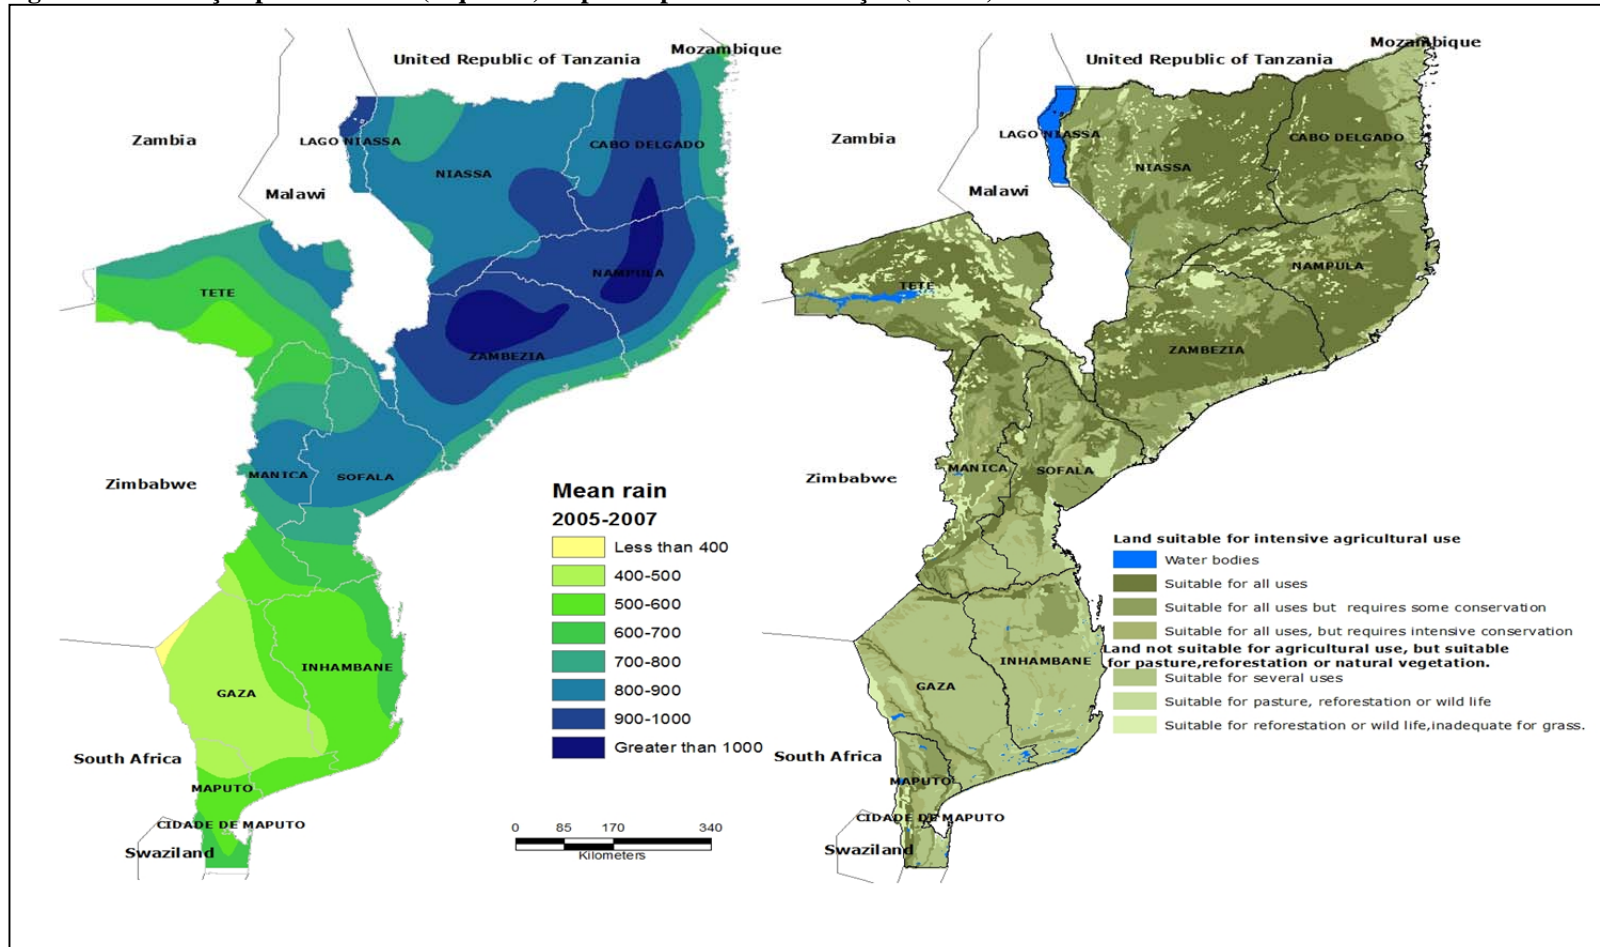 Mozambique
United Republic of Tanzania
Zambia
LAGO NIASSA
CABO DELGADO
NIASSA
Malawi
NAMPULA
TETE
ZAMBEZIA
MANICA
SOFALA
Zimbabwe
INHAMBANE
GAZA
South Africa
MAPUTO
CIDADE DE MAPUTO
Swaziland
Mean rain
2005-2007
Less than 400
400-500
500-600
600-700
700-800
800-900
900-1000
Greater than 1000
0 85 170 340
Kilometers
Mozambique
United Republic of Tanzania
Zambia
LAGO NIASSA
CABO DELGADO
NIASSA
Malawi
NAMPULA
TETE
ZAMBEZIA
MANICA
SOFALA
Zimbabwe
INHAMBANE
GAZA
South Africa
MAPUTO
CIDADE DE MAPUTO
Swaziland
Land suitable for intensive agricultural use
Water bodies
Suitable for all uses
Suitable for all uses but requires some conservation
Suitable for all uses, but requires intensive conservation
Land not suitable for agricultural use, but suitable
for pasture,reforestation or natural vegetation.
Suitable for several uses
Suitable for pasture, reforestation or wild life
Suitable for reforestation or wild life,inadequate for grass.